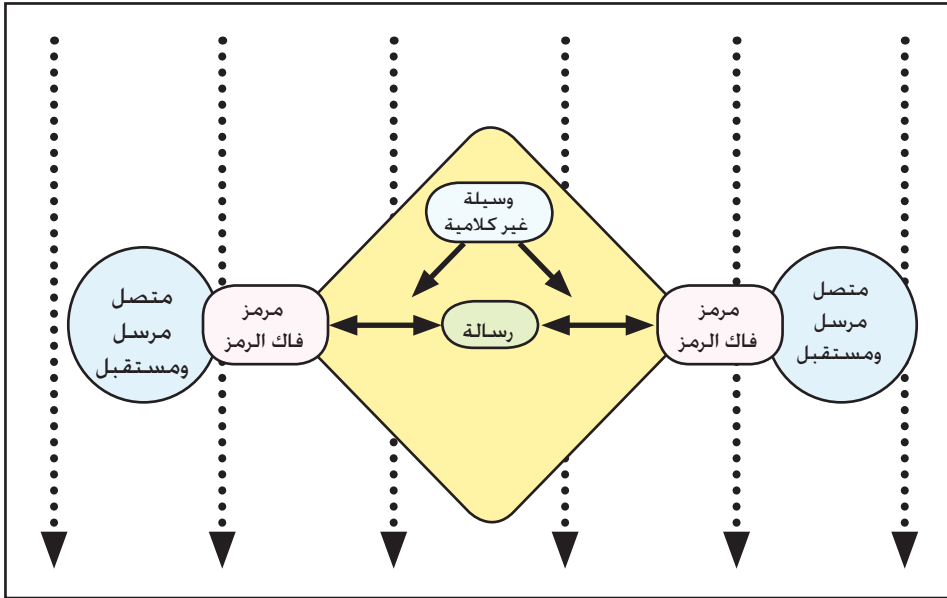 وسيلة
غير كلامية
متصل
مرسل
ومستقبل
مرمز
فاك الرمز
رسالة
مرمز
فاك الرمز
متصل
مرسل
ومستقبل